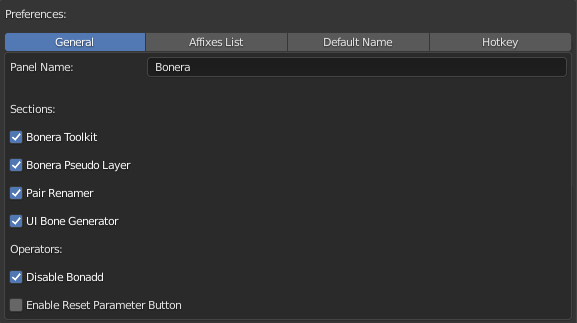 Preferences:
General Affixes List Default Name Hotkey
Panel Name: Bonera
Sections:
Bonera Toolkit
Bonera Pseudo Layer
Pair Renamer
UI Bone Generator
Operators:
Disable Bonadd
Enable Reset Parameter Button